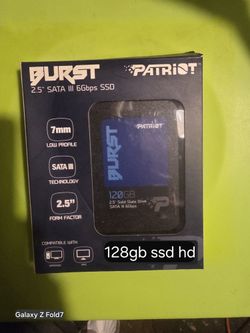 BURST
PATRIOT
2.5" SATA III 6Gbps SSD
7mm
LOW PROFILE
SATA III
TECHNOLOGY
2.5"
FORM FACTOR
COMPATIBLE WITH
BURST
120GB
2.5" Solid State Drive
SATA III 6Gbps
128gb ssd hd
Galaxy Z Fold7